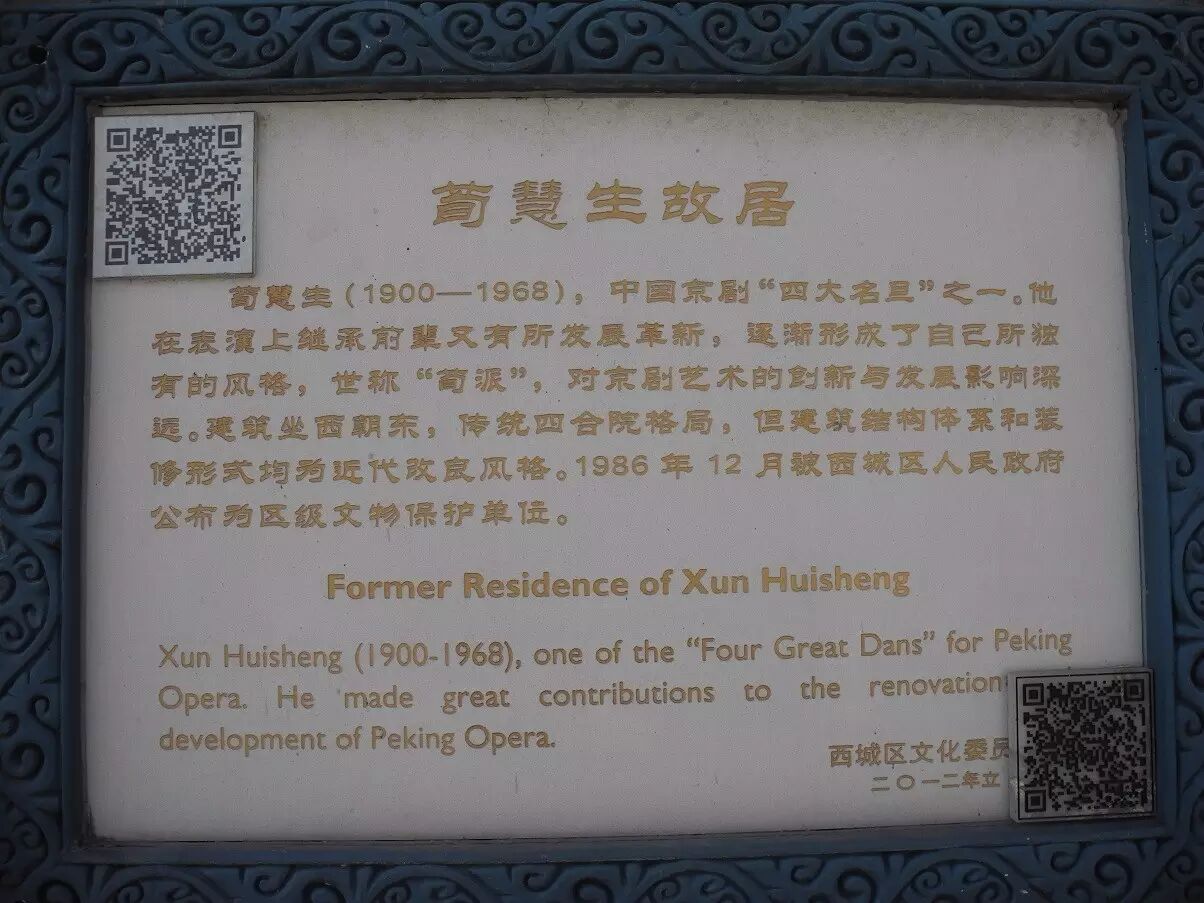 荀慧生故居
荀慧生（1900—1968），中国京剧“四大名旦”之一。他
在表演上继承前辈又有所发展革新，逐渐形成了自己所独
有的风格，世称“荀派”，对京剧艺术的创新与发展影响深
远。建筑坐西朝东，传统四合院格局，但建筑结构体系和装
修形式均为近代改良风格。1986年12月被西城区人民政府
公布为区级文物保护单位。
Former Residence of Xun Huisheng
Xun Huisheng (1900-1968), one of the “Four Great Dans” for Peking
Opera. He made great contributions to the renovation
development of Peking Opera.
西城区文化委员
二〇一二年立